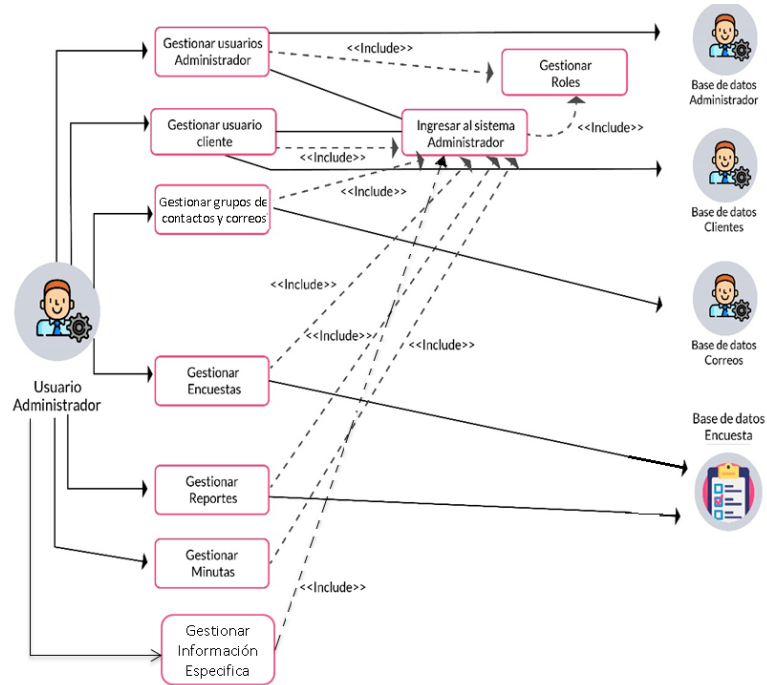 Gestionar usuarios
Administrador
<<Include>>
Gestionar
Roles
Base de datos
Administrador
Gestionar usuario
cliente
<<Include>>
Ingresar al sistema
Administrador
<<Include>>
Gestionar grupos de
contactos y correos
<<Include>>
Base de datos
Clientes
<<Include>>
<<Include>>
<<Include>>
Base de datos
Correos
Usuario
Administrador
Gestionar
Encuestas
Base de datos
Encuesta
Gestionar
Reportes
Gestionar
Minutas
<<Include>>
Gestionar
Información
Especifica